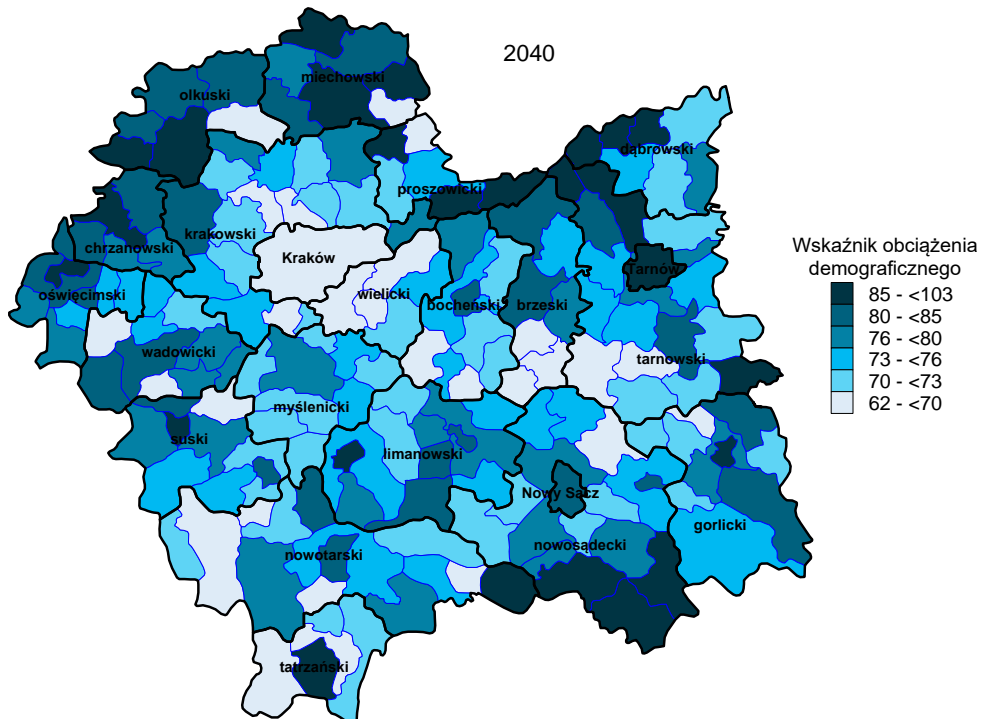 2040
miechowski
olkuski
dąbrowski
proszowicki
krakowski
chrzanowski
Kraków
Tarnów
wielicki
oświęcimski
bocheński
brzeski
wadowicki
tarnowski
myślenicki
suski
limanowski
Nowy Sącz
gorlicki
nowotarski
nowosądecki
tatrzański
Wskaźnik obciążenia
demograficznego
85 - <103
80 - <85
76 - <80
73 - <76
70 - <73
62 - <70